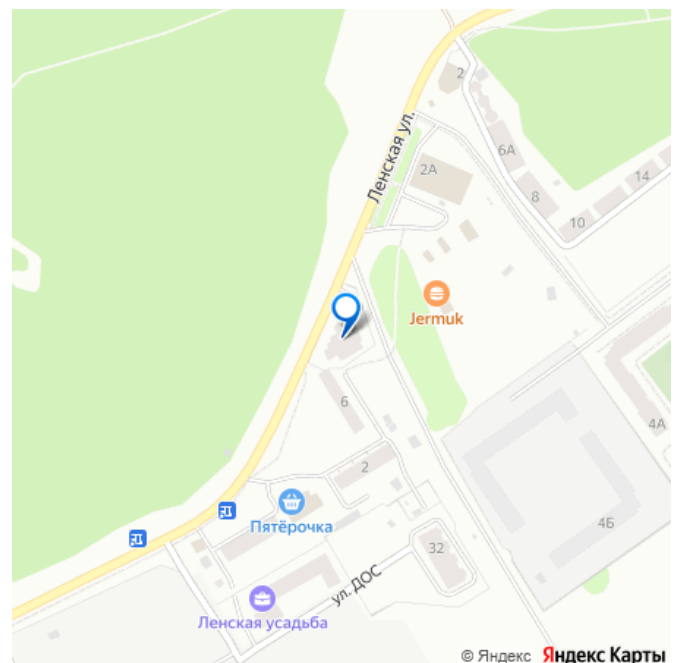 2
Ленская ул.
6А
2А
8
14
10
Jermuk
6
4А
2
Пятёрочка
4Б
32
ул. ДОС
Ленская усадьба
© Яндекс Яндекс Карты